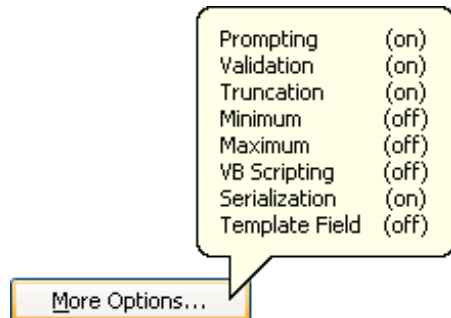 Prompting (on)
Validation (on)
Truncation (on)
Minimum (off)
Maximum (off)
VB Scripting (off)
Serialization (on)
Template Field (off)
More Options...